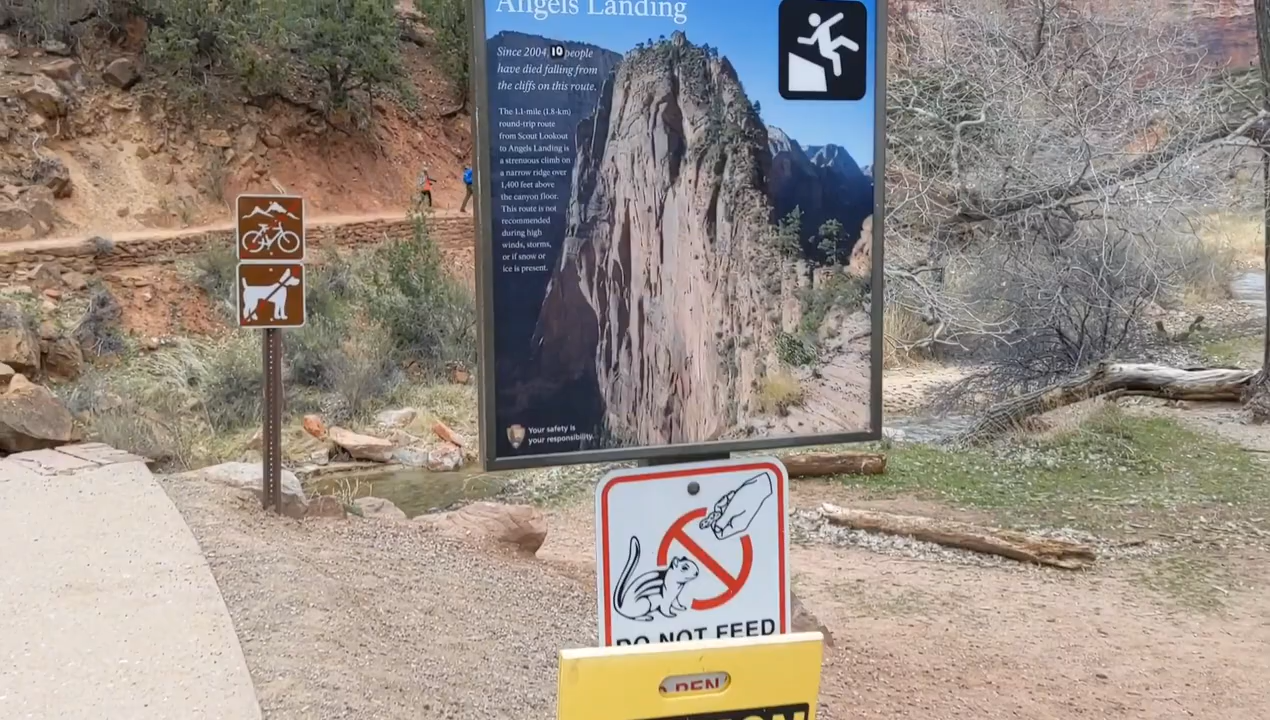 Angels Landing
Since 2004, 10 people
have died falling from
the cliffs on this route.
The 1.1-mile (1.8-km)
round-trip route
from Scout Lookout
to Angels Landing is
a strenuous climb on
a narrow ridge over
1,400 feet above
the canyon floor.
This route is not
recommended
during high
winds, storms,
or if snow or
ice is present.
Your safety is
your responsibility.
DO NOT FEED